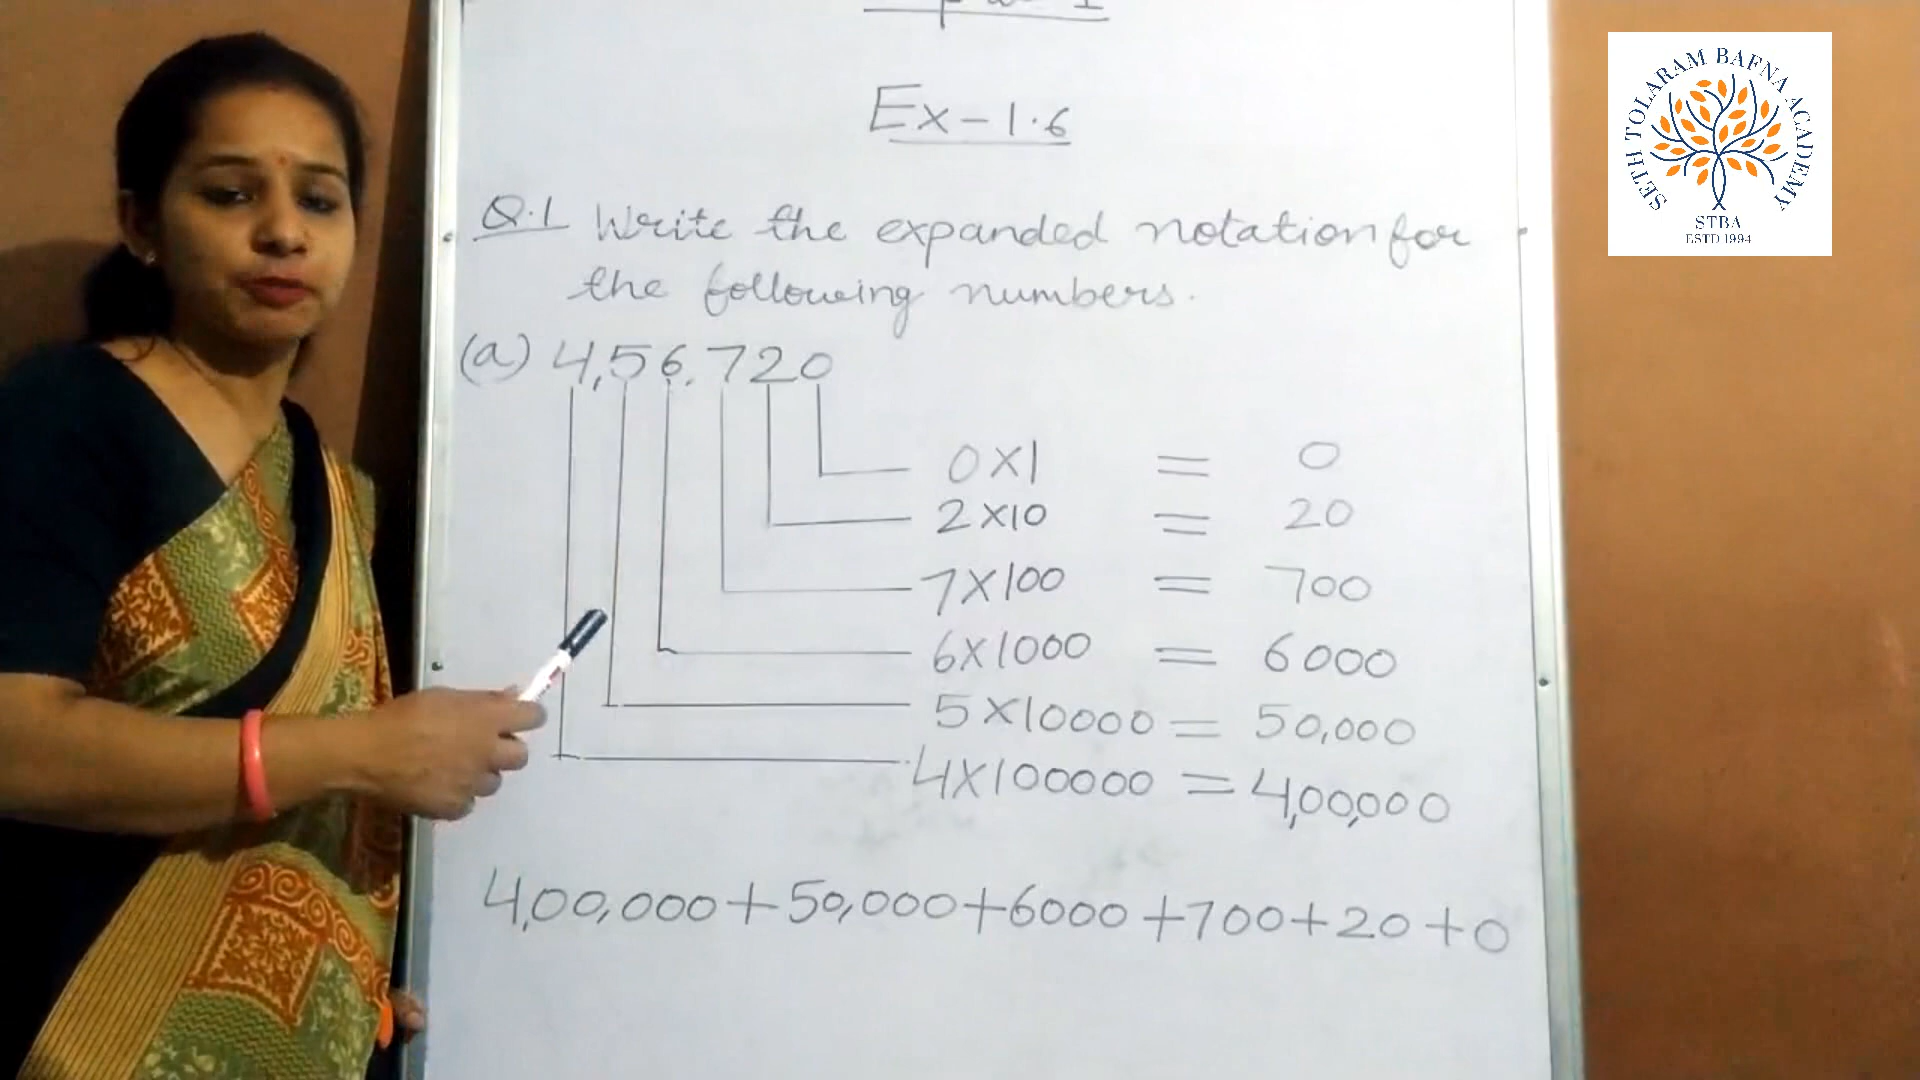 Ex-1.6
Q.1 Write the expanded notation for
the following numbers.
(a) 4,56,720
0×1 = 0
2×10 = 20
7×100 = 700
6×1000 = 6000
5×10000 = 50,000
4×100000 = 4,00,000
4,00,000+50,000+6000+700+20+0
SETH TOLARAM BAFNA ACADEMY
STBA
ESTD 1994